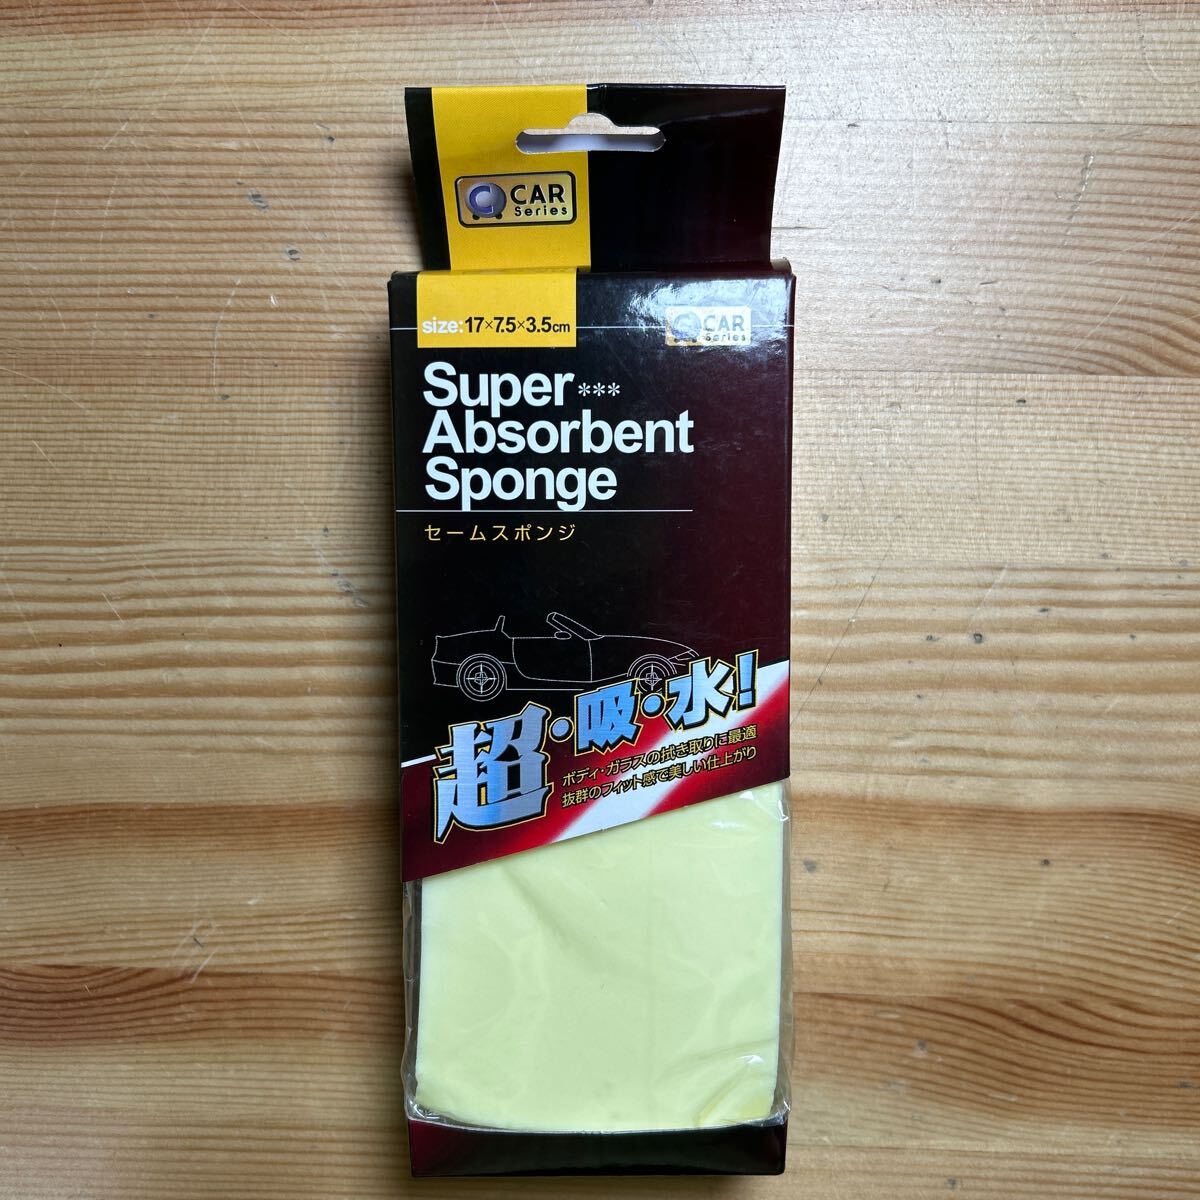 CAR
Series
size:17×7.5×3.5cm
CAR
Series
Super ***
Absorbent
Sponge
セームスポンジ
超・吸・水!
ボディ・ガラスの拭き取りに最適
抜群のフィット感で美しい仕上がり